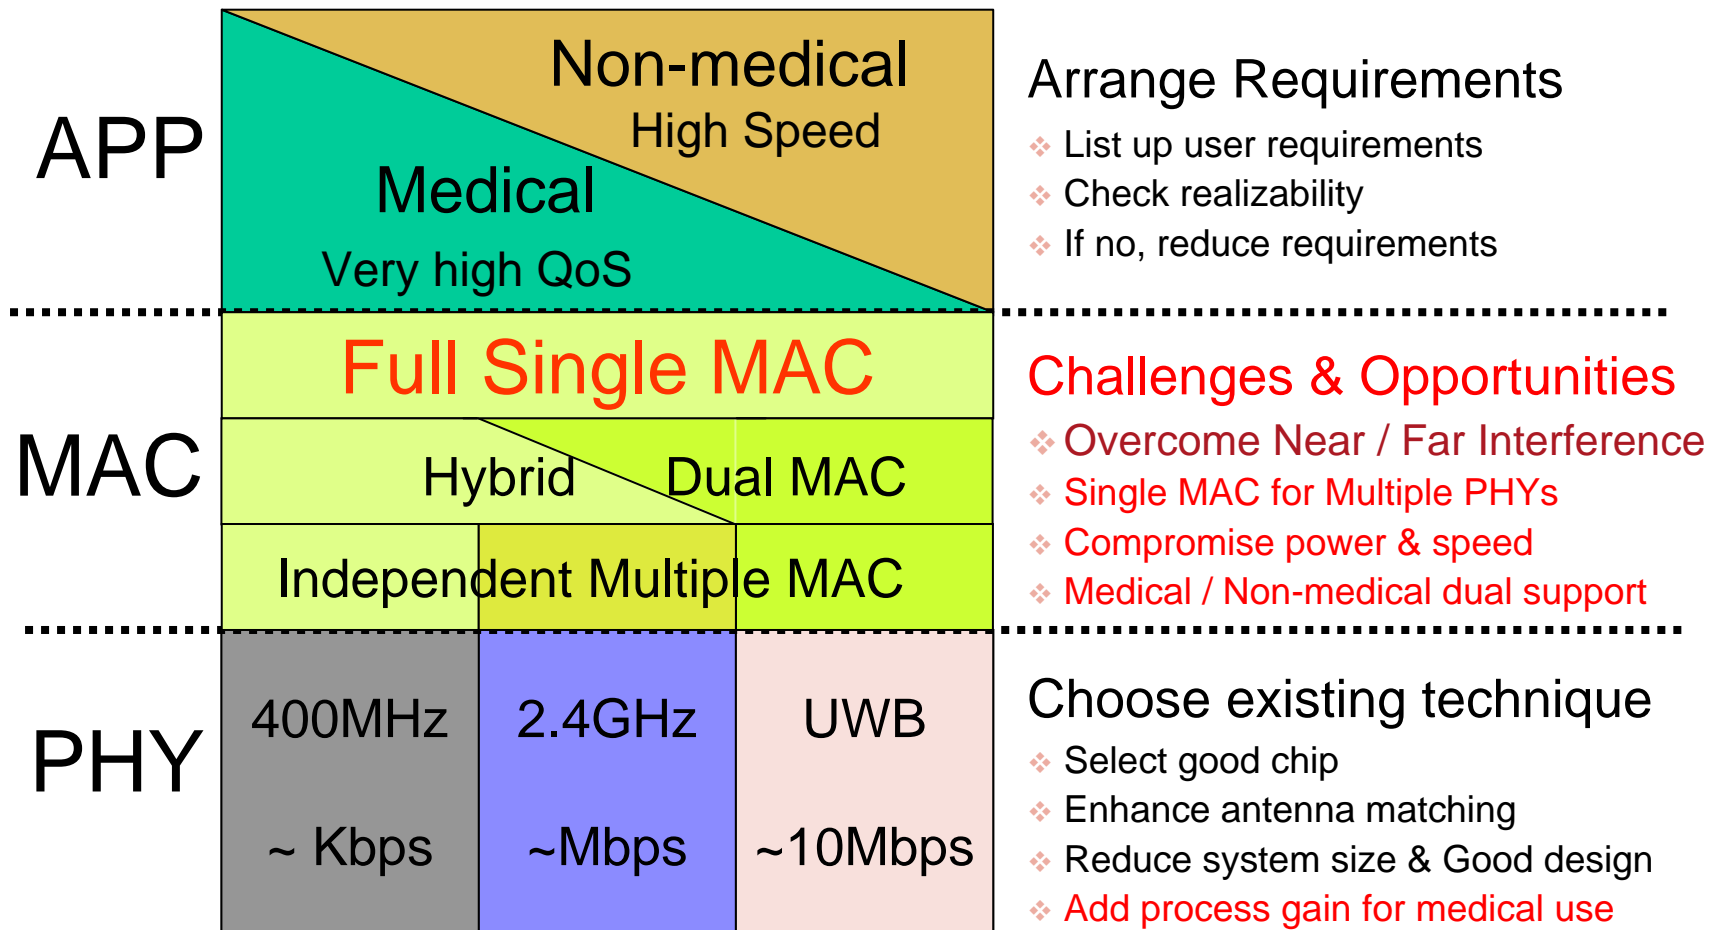 APP
Non-medical
High Speed
Medical
Very high QoS
Arrange Requirements
List up user requirements
Check realizability
If no, reduce requirements
MAC
Full Single MAC
Hybrid
Dual MAC
Independent Multiple MAC
Challenges & Opportunities
Overcome Near / Far Interference
Single MAC for Multiple PHYs
Compromise power & speed
Medical / Non-medical dual support
PHY
400MHz
~ Kbps
2.4GHz
~Mbps
UWB
~10Mbps
Choose existing technique
Select good chip
Enhance antenna matching
Reduce system size & Good design
Add process gain for medical use